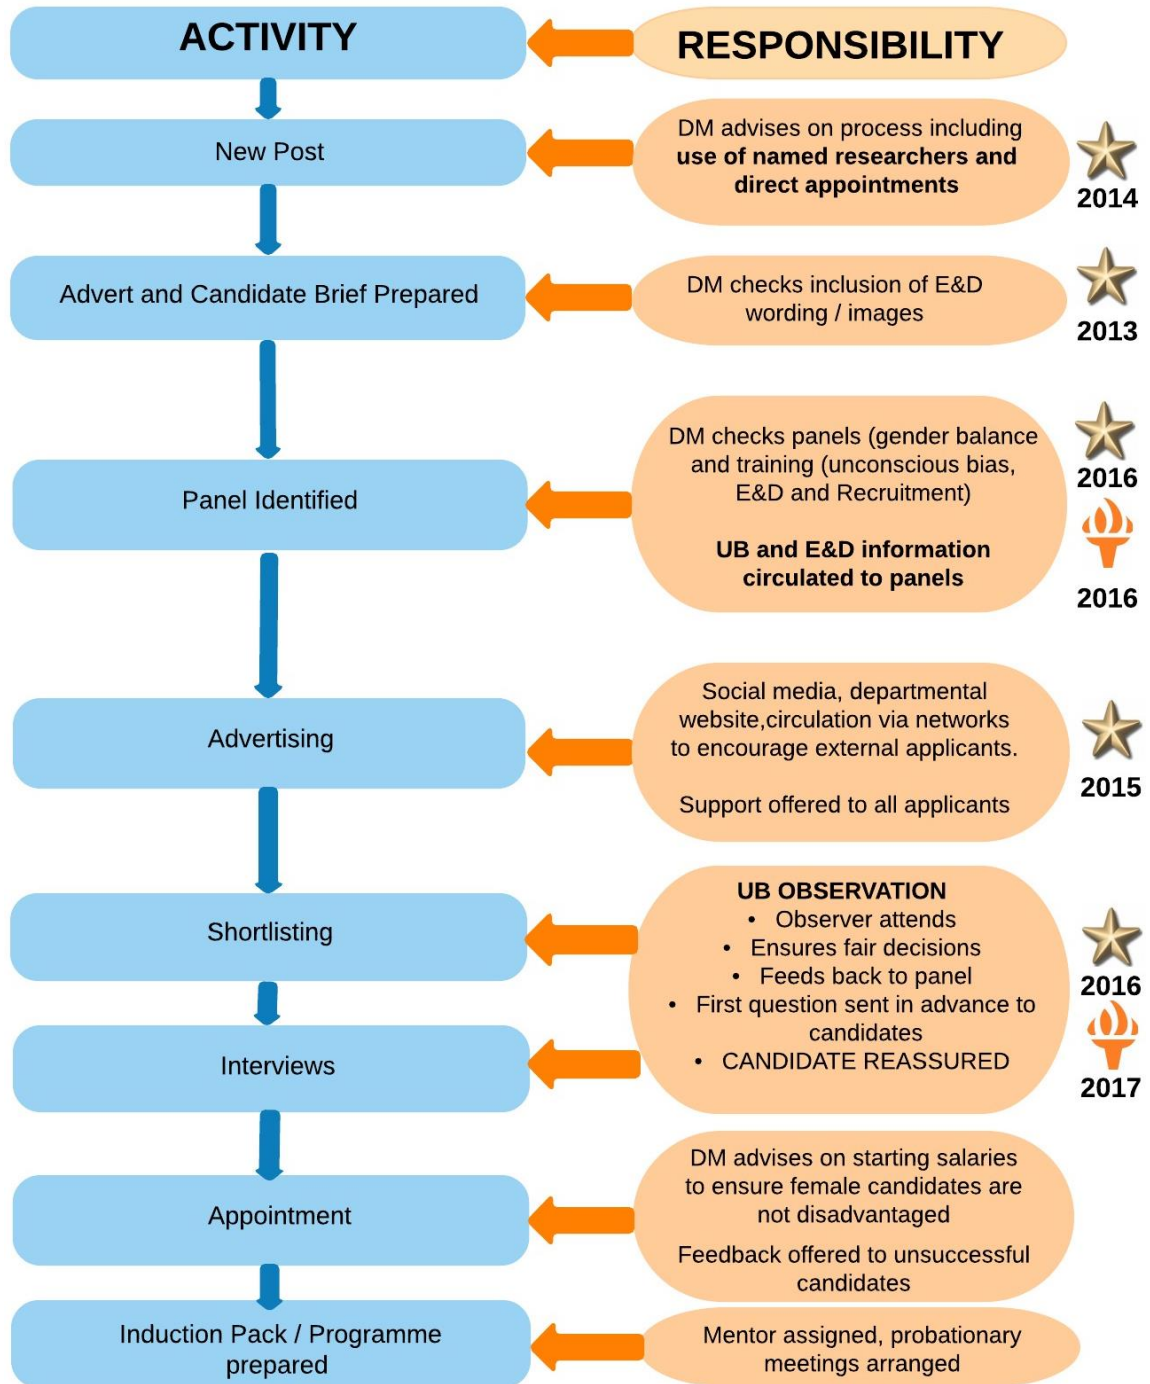 ACTIVITY
RESPONSIBILITY
New Post
DM advises on process including
use of named researchers and
direct appointments
2014
Advert and Candidate Brief Prepared
DM checks inclusion of E&D
wording / images
2013
Panel Identified
DM checks panels (gender balance
and training (unconscious bias,
E&D and Recruitment)
UB and E&D information
circulated to panels
2016
2016
Advertising
Social media, departmental
website,circulation via networks
to encourage external applicants.
Support offered to all applicants
2015
Shortlisting
Interviews
UB OBSERVATION
• Observer attends
• Ensures fair decisions
• Feeds back to panel
• First question sent in advance to
candidates
• CANDIDATE REASSURED
2016
2017
Appointment
DM advises on starting salaries
to ensure female candidates are
not disadvantaged
Feedback offered to unsuccessful
candidates
Induction Pack / Programme
prepared
Mentor assigned, probationary
meetings arranged